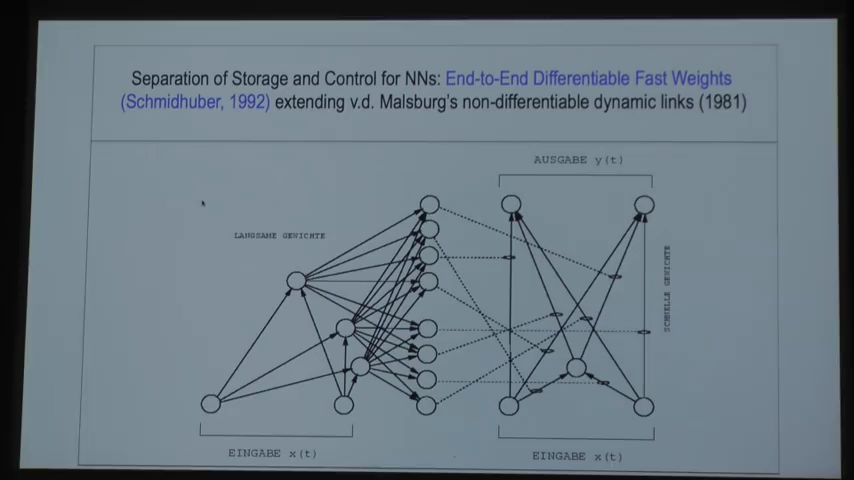 Separation of Storage and Control for NNs: End-to-End Differentiable Fast Weights
(Schmidhuber, 1992) extending v.d. Malsburg's non-differentiable dynamic links (1981)
AUSGABE y(t)
LANGSAME GEWICHTE
SCHNELLE GEWICHTE
EINGABE x(t)
EINGABE x(t)